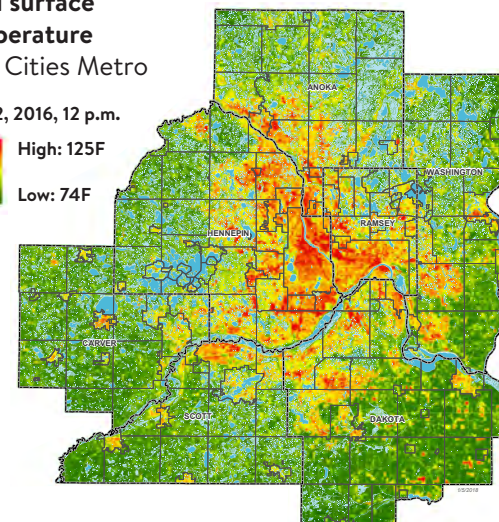 surface
perature
Cities Metro
2, 2016, 12 p.m.
High: 125F
Low: 74F
ANOKA
WASHINGTON
HENNEPIN
RAMSEY
CARVER
SCOTT
DAKOTA